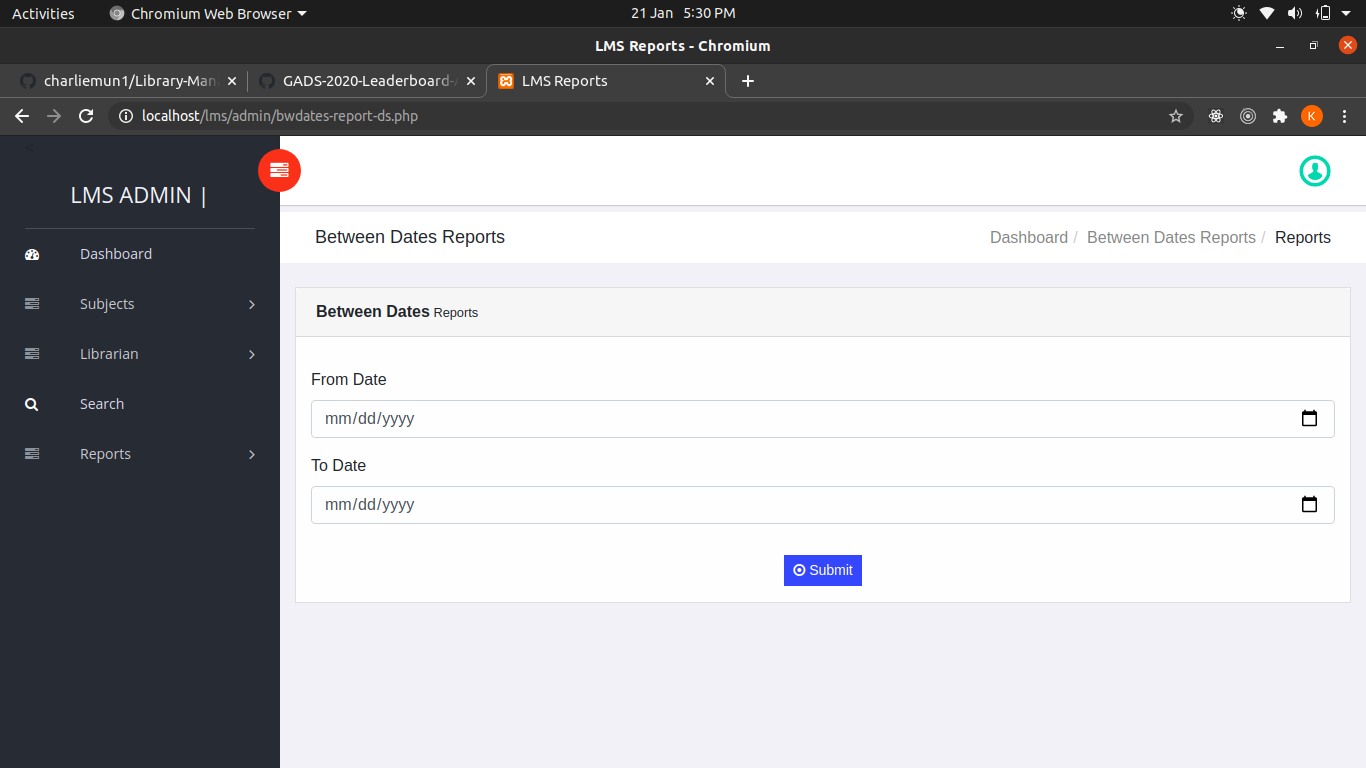 Activities Chromium Web Browser 21 Jan 5:30 PM
LMS Reports - Chromium
charliemun1/Library-Man GADS-2020-Leaderboard- LMS Reports
localhost/lms/admin/bwdates-report-ds.php K
<
LMS ADMIN |
Dashboard
Subjects
Librarian
Search
Reports
Between Dates Reports
Dashboard / Between Dates Reports / Reports
Between Dates Reports
From Date
mm/dd/yyyy
To Date
mm/dd/yyyy
Submit